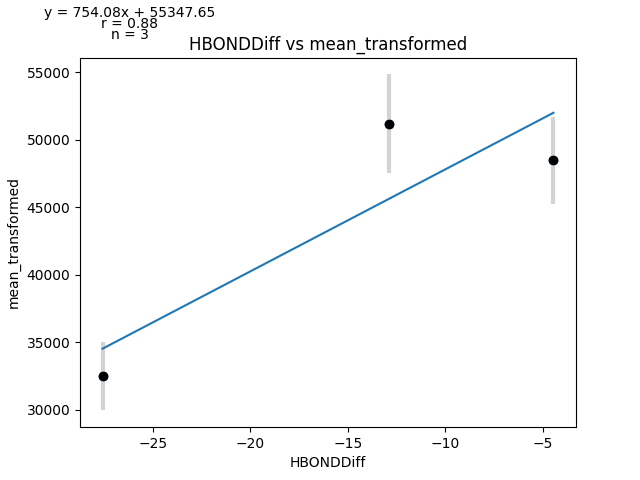 y = 754.08x + 55347.65
r = 0.88
n = 3
HBONDDiff vs mean_transformed
55000
50000
45000
40000
35000
30000
mean_transformed
−25
−20
−15
−10
−5
HBONDDiff